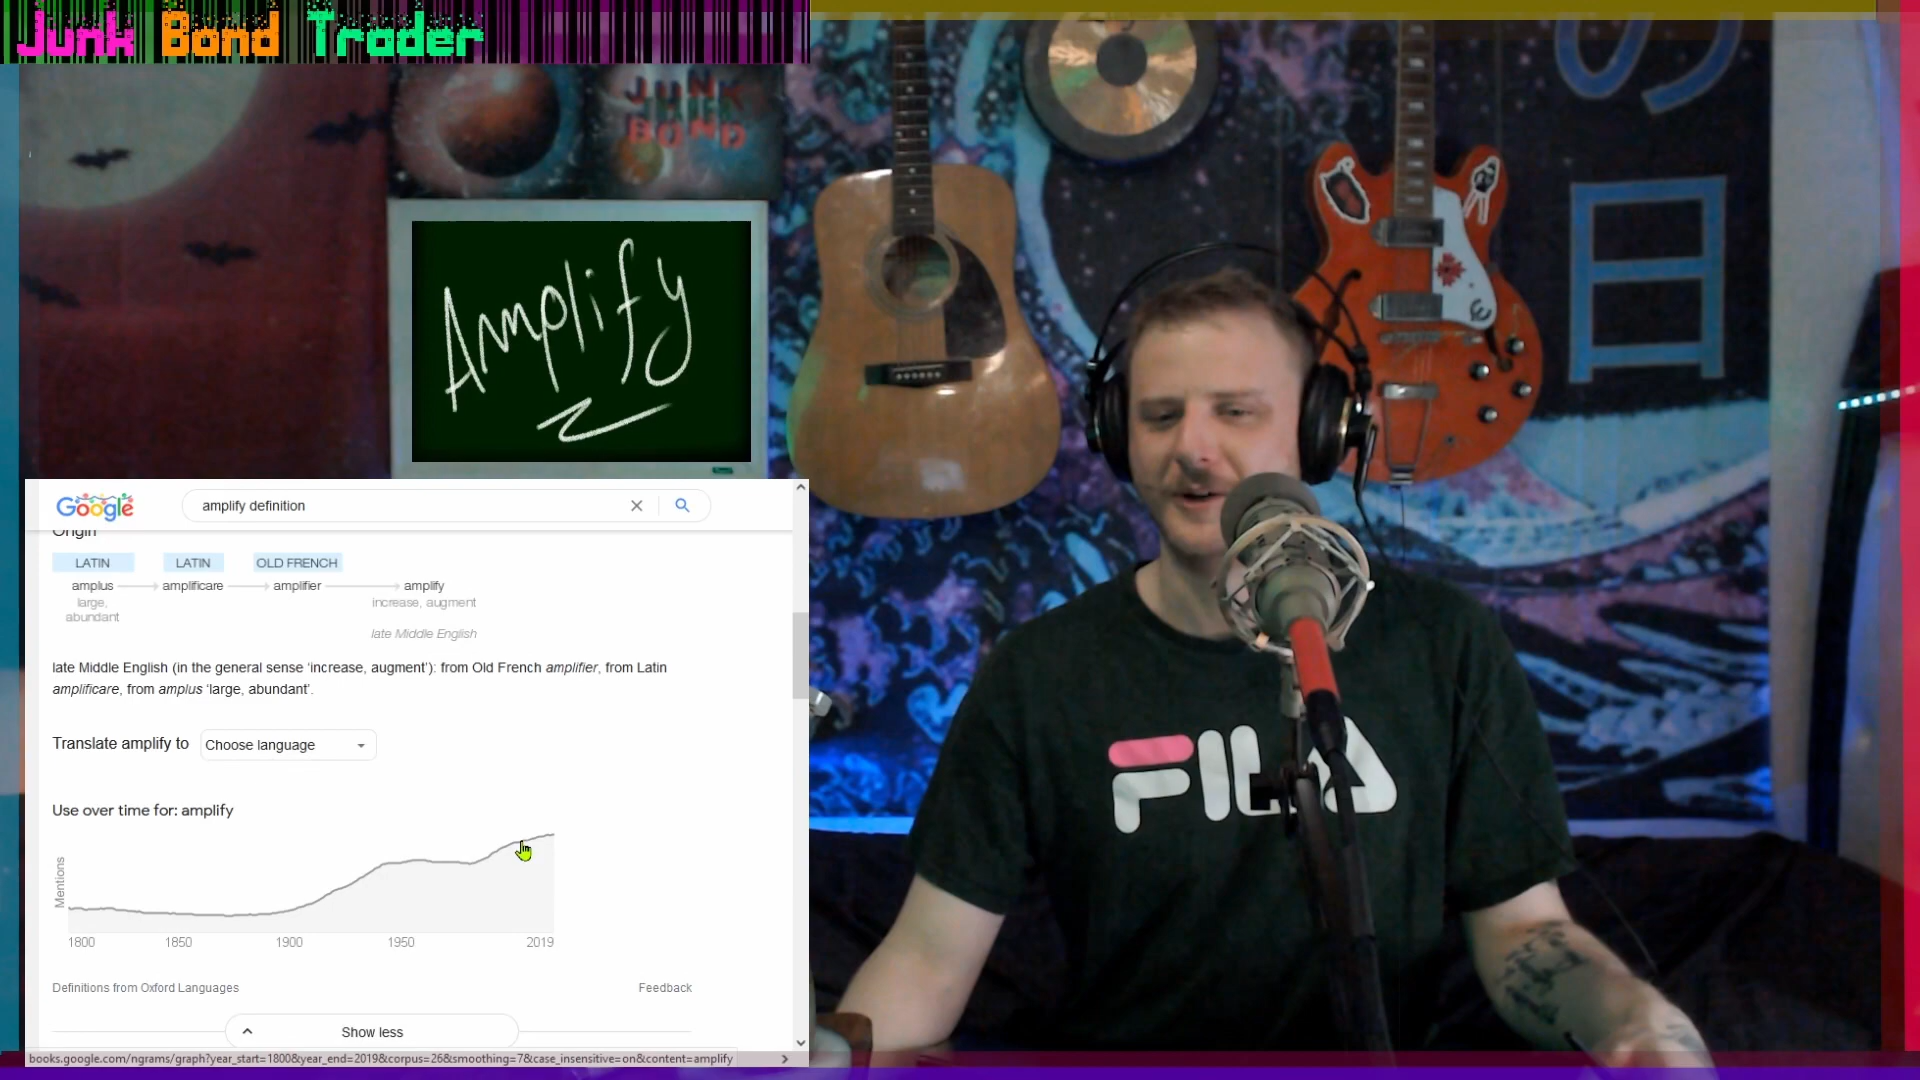 Junk Bond Trader
JUNK
BOND
の
日
Amplify
Google
amplify definition
Origin
LATIN
LATIN
OLD FRENCH
amplus
amplificare
amplifier
amplify
large,
abundant
increase, augment
late Middle English
late Middle English (in the general sense ‘increase, augment’): from Old French amplifier, from Latin
amplificare, from amplus ‘large, abundant’.
Translate amplify to
Choose language
Use over time for: amplify
Mentions
1800
1850
1900
1950
2019
Definitions from Oxford Languages
Feedback
Show less
books.google.com/ngrams/graph?year_start=1800&year_end=2019&corpus=26&smoothing=7&case_insensitive=on&content=amplify
FILA